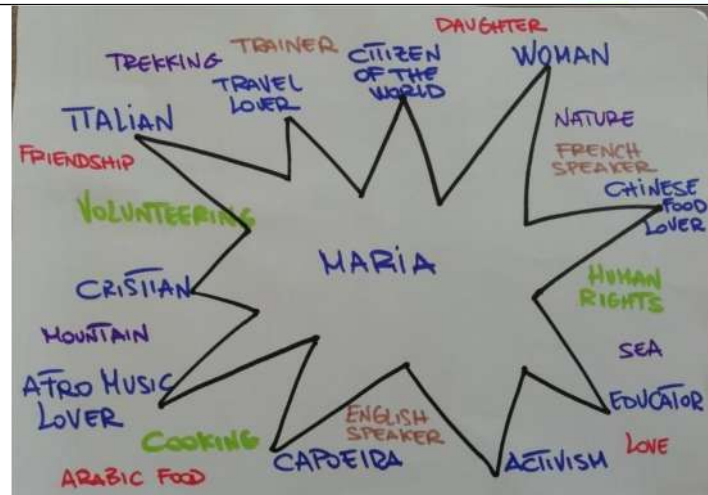 DAUGHTER
TRAINER
CITIZEN
OF THE
WORLD
WOMAN
TREKKING
TRAVEL
LOVER
ITALIAN
NATURE
FRIENDSHIP
FRENCH
SPEAKER
CHINESE
FOOD
LOVER
VOLUNTEERING
MARIA
CRISTIAN
HUMAN
RIGHTS
MOUNTAIN
SEA
AFRO MUSIC
LOVER
EDUCATOR
ENGLISH
SPEAKER
COOKING
LOVE
CAPOEIRA
ACTIVISM
ARABIC FOOD